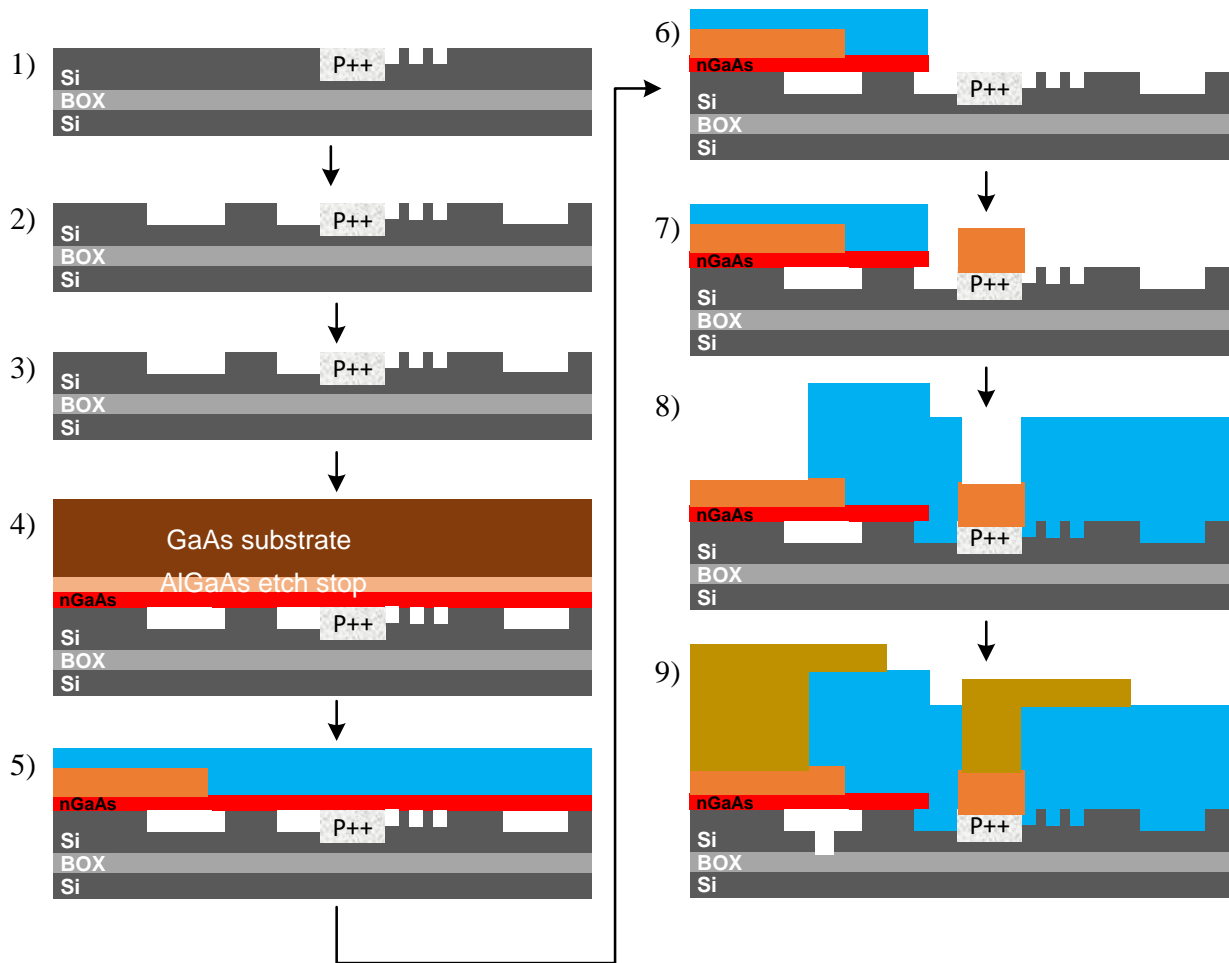 1)
P++
Si
BOX
Si
2)
P++
Si
BOX
Si
3)
P++
Si
BOX
Si
4)
GaAs substrate
AlGaAs etch stop
nGaAs
P++
Si
BOX
Si
5)
nGaAs
P++
Si
BOX
Si
6)
nGaAs
P++
Si
BOX
Si
7)
nGaAs
P++
Si
BOX
Si
8)
nGaAs
P++
Si
BOX
Si
9)
nGaAs
P++
Si
BOX
Si